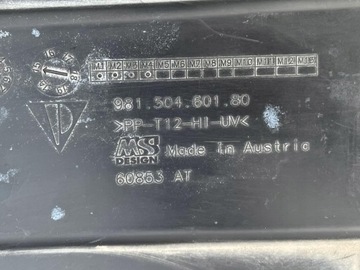 M1 M2 M3 M4 M5 M6 M7 M8 M9 M10 M11 M12 M13
981.504.601.80
>PP-T12-HI-UV<
MS DESIGN Made in Austria
60853 AT